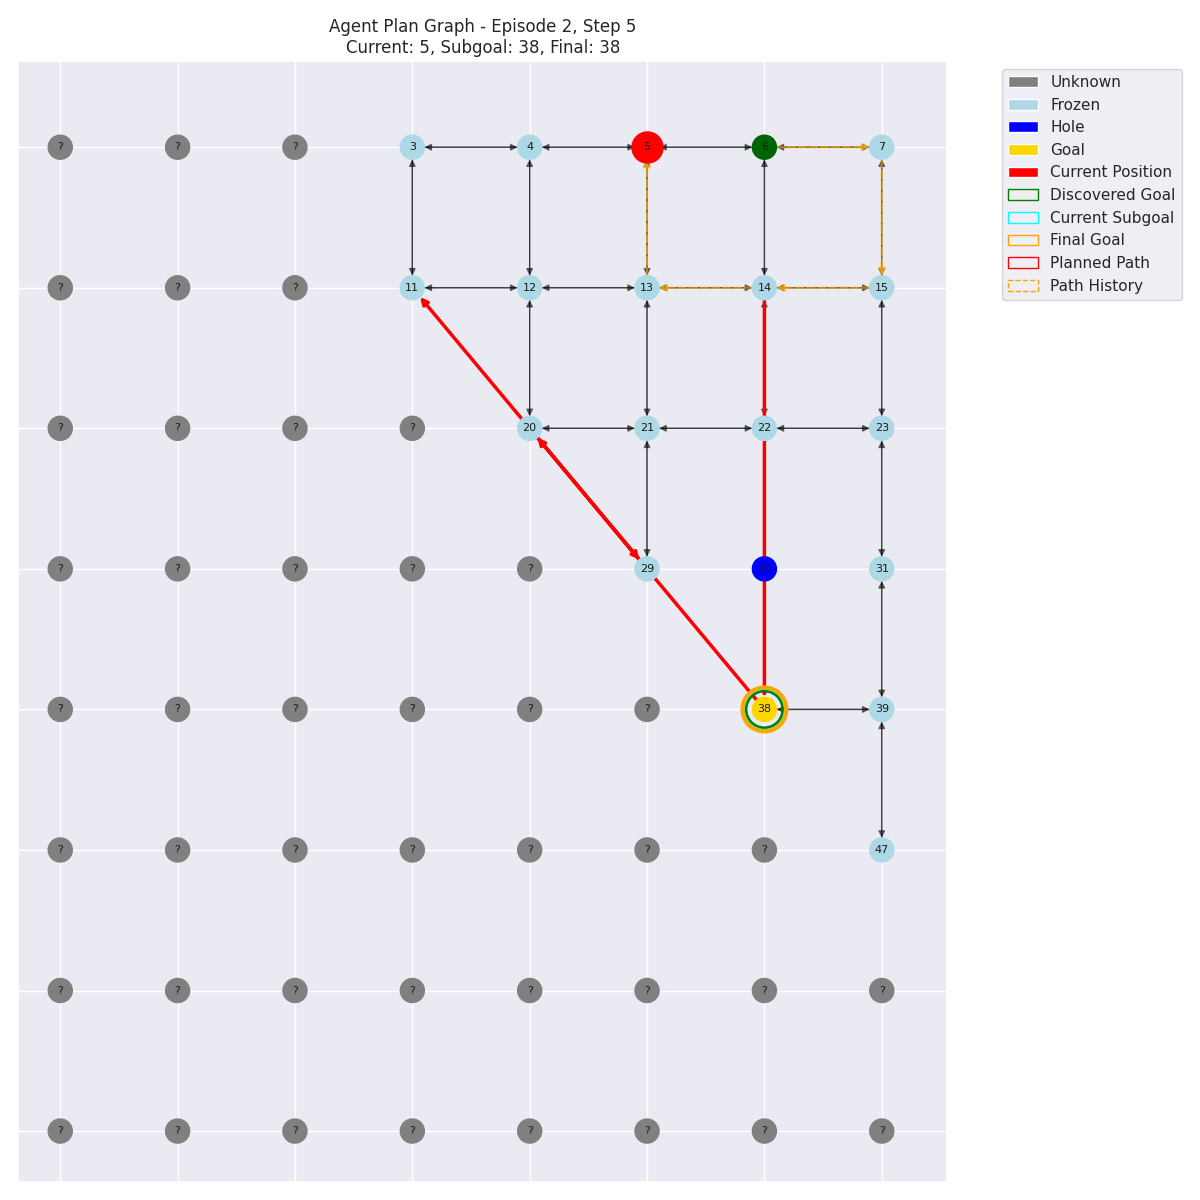 Agent Plan Graph - Episode 2, Step 5
Current: 5, Subgoal: 38, Final: 38
Unknown
Frozen
Hole
Goal
Current Position
Discovered Goal
Current Subgoal
Final Goal
Planned Path
Path History
? ? ? 3 4 5 6 7
? ? ? 11 12 13 14 15
? ? ? ? 20 21 22 23
? ? ? ? ? 29 30 31
? ? ? ? ? ? 38 39
? ? ? ? ? ? ? 47
? ? ? ? ? ? ? ?
? ? ? ? ? ? ? ?